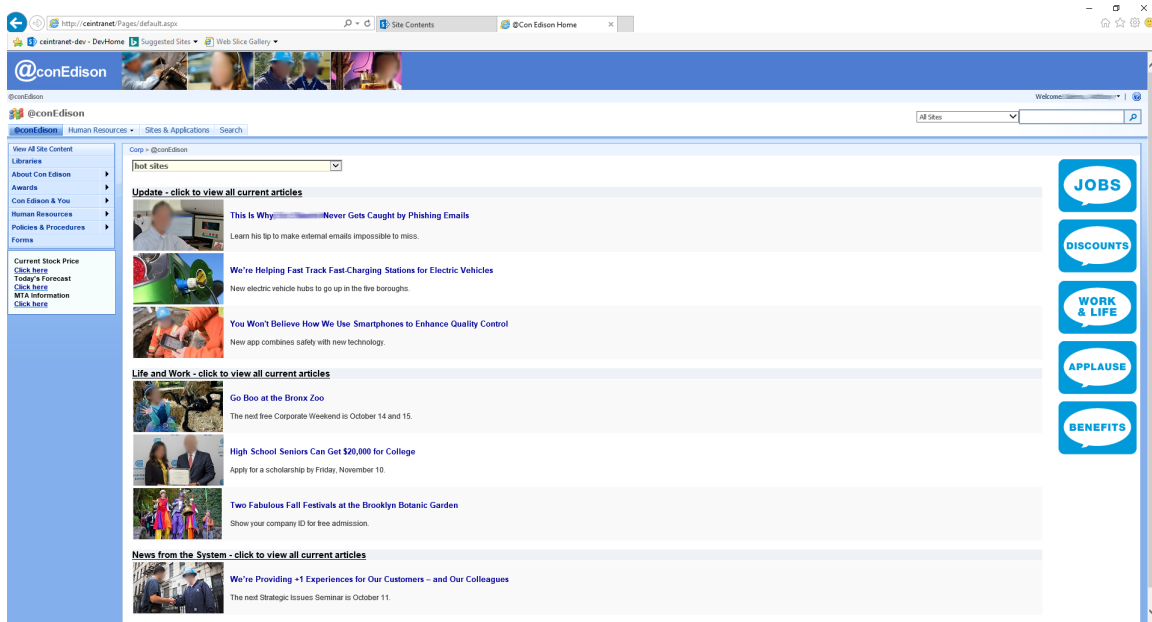 http://ceintranet/Pages/default.aspx
Site Contents
@Con Edison Home
ceintranet-dev - DevHome
Suggested Sites
Web Slice Gallery
@conEdison
@conEdison
Welcome
@conEdison
All Sites
@conEdison
Human Resources
Sites & Applications
Search
View All Site Content
Libraries
About Con Edison
Awards
Con Edison & You
Human Resources
Policies & Procedures
Forms
Current Stock Price
Click here
Today's Forecast
Click here
MTA Information
Click here
Corp > @conEdison
hot sites
Update - click to view all current articles
This Is Why Never Gets Caught by Phishing Emails
Learn his tip to make external emails impossible to miss.
We're Helping Fast Track Fast-Charging Stations for Electric Vehicles
New electric vehicle hubs to go up in the five boroughs.
You Won't Believe How We Use Smartphones to Enhance Quality Control
New app combines safety with new technology.
Life and Work - click to view all current articles
Go Boo at the Bronx Zoo
The next free Corporate Weekend is October 14 and 15.
High School Seniors Can Get $20,000 for College
Apply for a scholarship by Friday, November 10.
Two Fabulous Fall Festivals at the Brooklyn Botanic Garden
Show your company ID for free admission.
News from the System - click to view all current articles
We're Providing +1 Experiences for Our Customers – and Our Colleagues
The next Strategic Issues Seminar is October 11.
JOBS
DISCOUNTS
WORK
& LIFE
APPLAUSE
BENEFITS